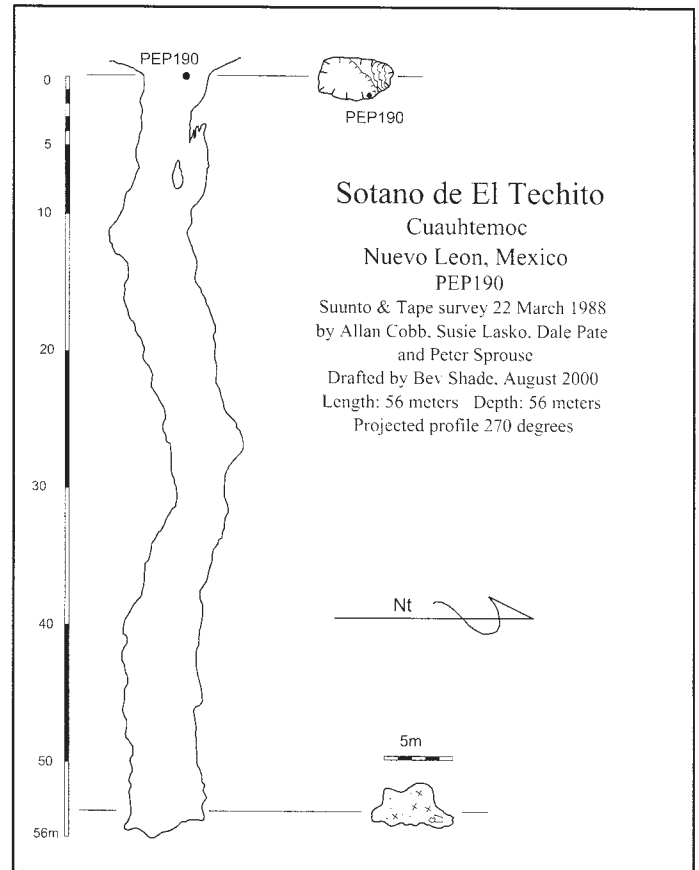 PEP190
0
5
10
20
30
40
50
56m
PEP190
Sotano de El Techito
Cuauhtemoc
Nuevo Leon, Mexico
PEP190
Suunto & Tape survey 22 March 1988
by Allan Cobb, Susie Lasko, Dale Pate
and Peter Sprouse
Drafted by Bev Shade, August 2000
Length: 56 meters Depth: 56 meters
Projected profile 270 degrees
Nt
5m